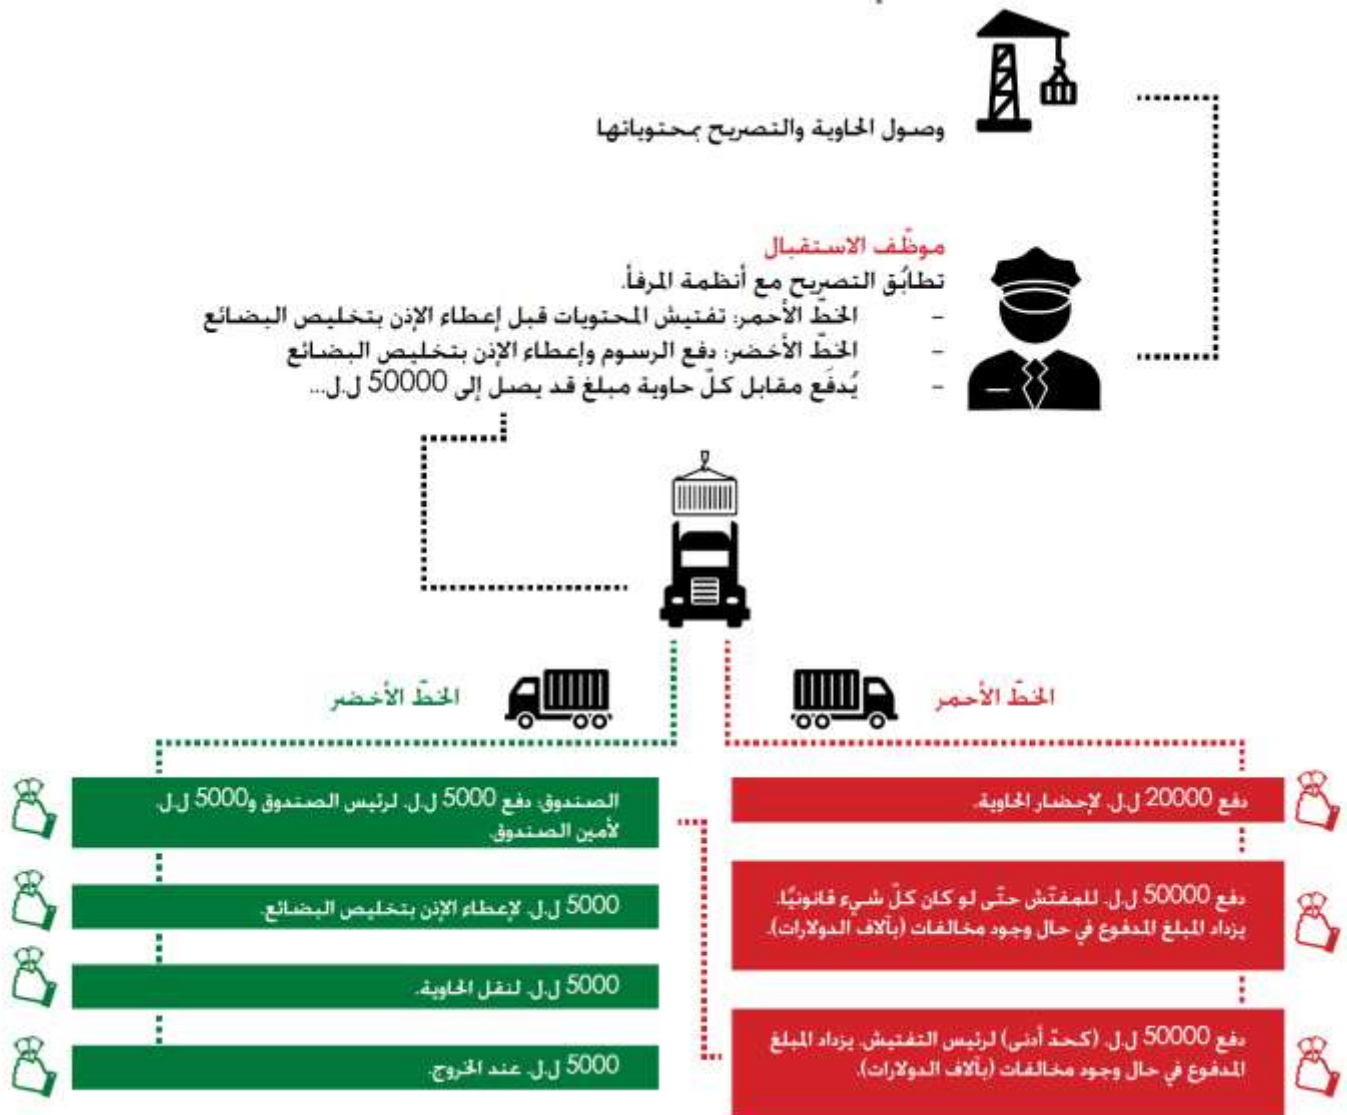 وصول الحاوية والتصريح بمحتوياتها
موظّف الاستقبال
تطابُق التصريح مع أنظمة المرفأ.
– الخطّ الأحمر: تفتيش المحتويات قبل إعطاء الإذن بتخليص البضائع
– الخطّ الأخضر: دفع الرسوم وإعطاء الإذن بتخليص البضائع
– يُدفَع مقابل كلّ حاوية مبلغ قد يصل إلى 50000 ل.ل...
الخطّ الأحمر
الخطّ الأخضر
دفع 20000 ل.ل. لإحضار الحاوية.
دفع 50000 ل.ل. للمفتّش حتّى لو كان كلّ شيء قانونيًا.
يزداد المبلغ المدفوع في حال وجود مخالفات (بآلاف الدولارات).
دفع 50000 ل.ل. (كحدّ أدنى) لرئيس التفتيش. يزداد المبلغ
المدفوع في حال وجود مخالفات (بآلاف الدولارات).
الصندوق: دفع 5000 ل.ل. لرئيس الصندوق و5000 ل.ل.
لأمين الصندوق.
5000 ل.ل. لإعطاء الإذن بتخليص البضائع.
5000 ل.ل. لنقل الحاوية.
5000 ل.ل. عند الخروج.